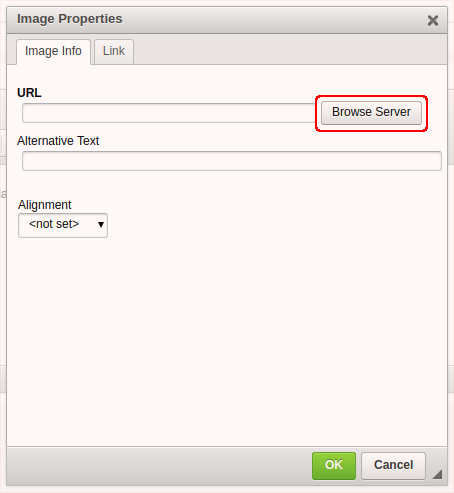 Image Properties
Image Info Link
URL
Browse Server
Alternative Text
Alignment
<not set>
OK Cancel